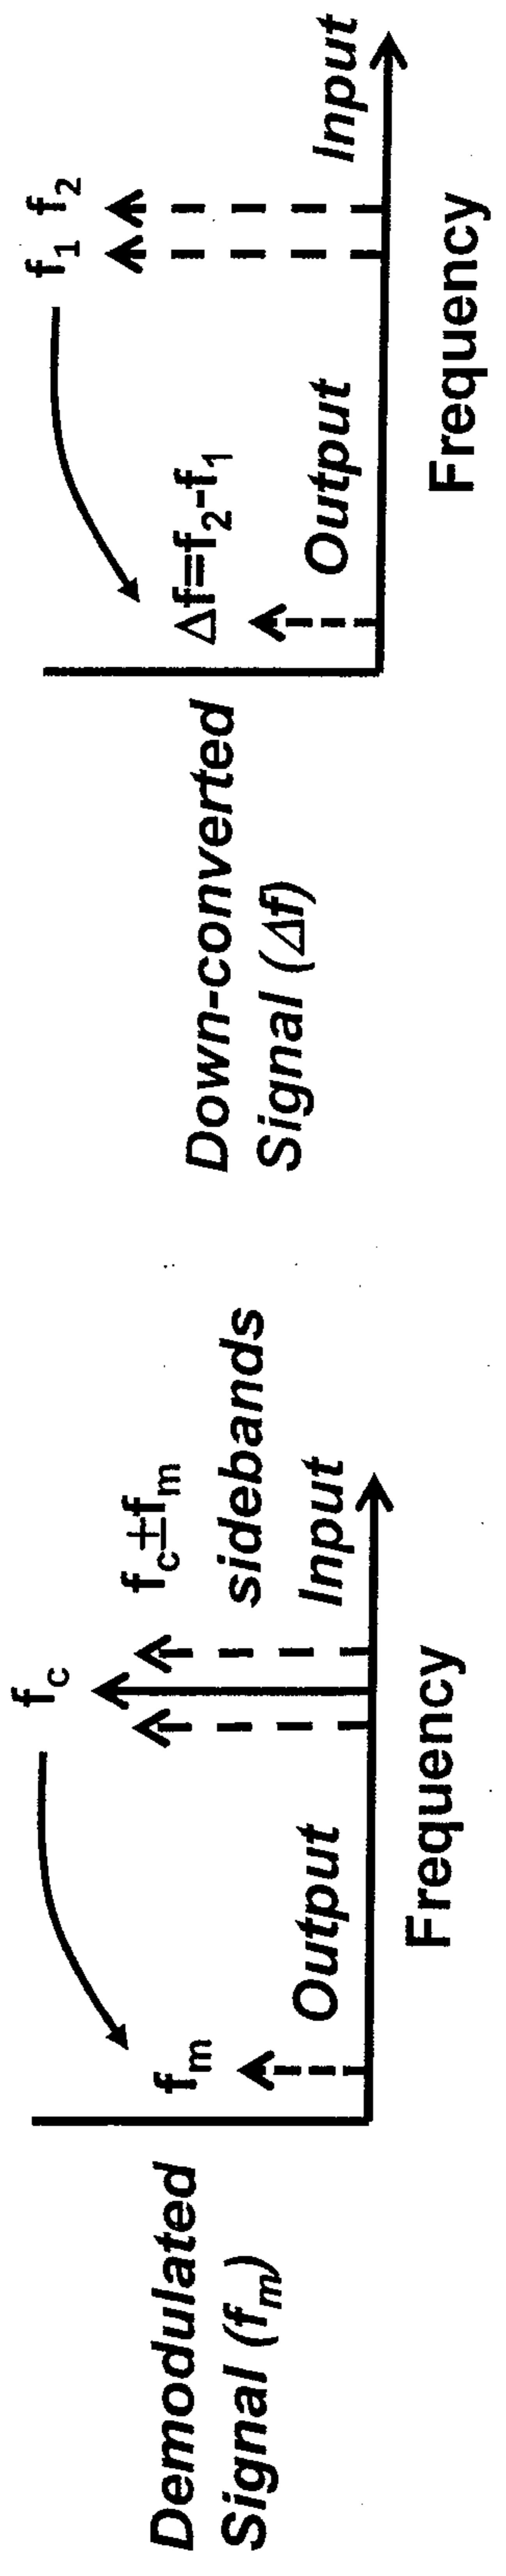 Demodulated
Signal (fm)
fc
fc±fm
sidebands
fm
Output
Input
Frequency
Down-converted
Signal (Δf)
f1 f2
Δf=f2-f1
Output
Input
Frequency